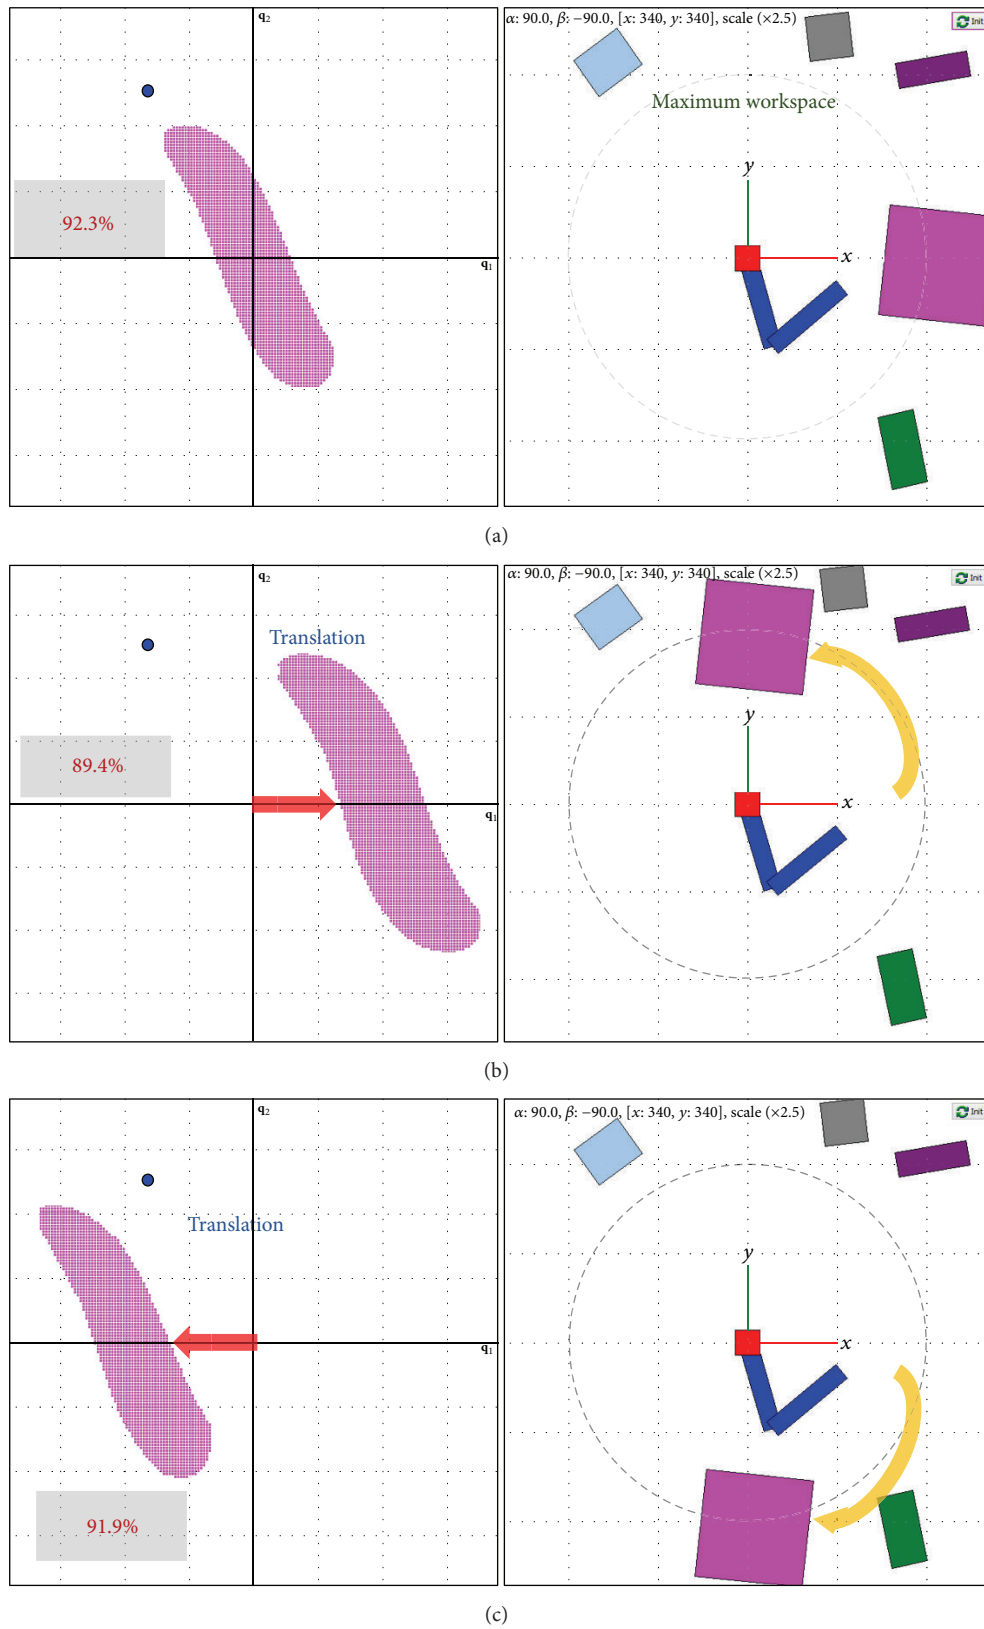 q2
92.3%
q1
α: 90.0, β: −90.0, [x: 340, y: 340], scale (×2.5)
Init
Maximum workspace
y
x
(a)
q2
Translation
89.4%
q1
α: 90.0, β: −90.0, [x: 340, y: 340], scale (×2.5)
Init
y
x
(b)
q2
Translation
q1
91.9%
α: 90.0, β: −90.0, [x: 340, y: 340], scale (×2.5)
Init
y
x
(c)